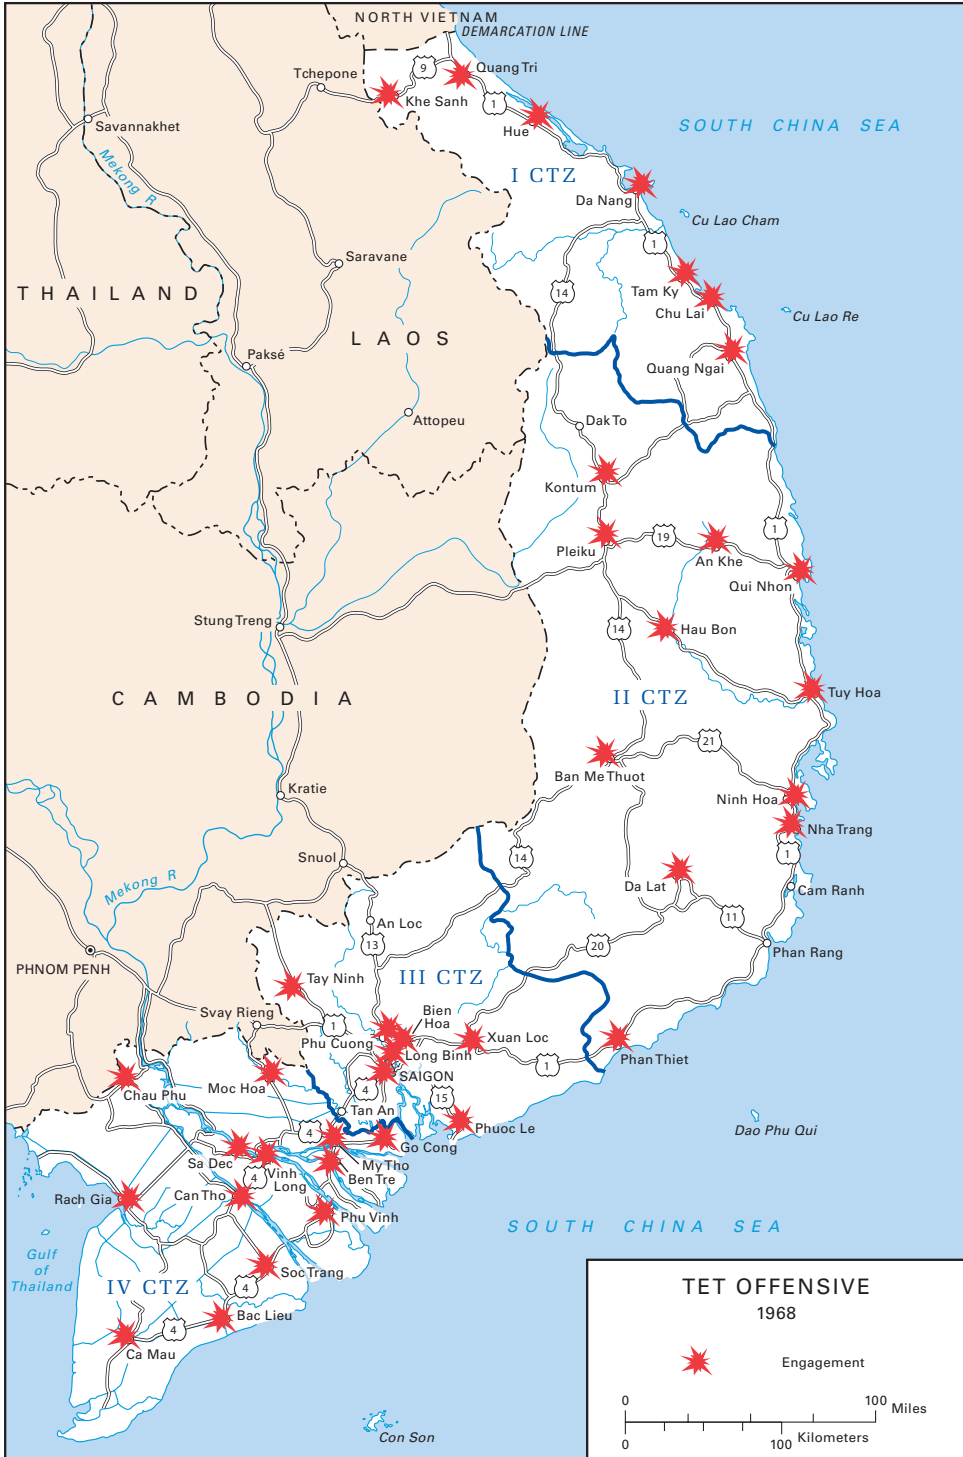 NORTH VIETNAM
DEMARCATION LINE
Tchepone
9
Quang Tri
Khe Sanh
1
Savannakhet
Hue
SOUTH CHINA SEA
Mekong R
I CTZ
Da Nang
Cu Lao Cham
1
Saravane
THAILAND
14
Tam Ky
Chu Lai
Cu Lao Re
LAOS
Paksé
Quang Ngai
Attopeu
Dak To
Kontum
1
Pleiku
19
An Khe
Qui Nhon
Stung Treng
14
Hau Bon
CAMBODIA
II CTZ
Tuy Hoa
21
Ban Me Thuot
Kratie
Ninh Hoa
Nha Trang
Snuol
14
1
Mekong R
Da Lat
Cam Ranh
An Loc
11
13
20
PHNOM PENH
Phan Rang
III CTZ
Tay Ninh
Svay Rieng
1
Bien
Hoa
Phu Cuong
Xuan Loc
Long Binh
1
Phan Thiet
SAIGON
Chau Phu
Moc Hoa
4
15
Tan An
Phuoc Le
Dao Phu Qui
4
Go Cong
Sa Dec
My Tho
Vinh
Long
Ben Tre
4
Rach Gia
Can Tho
Phu Vinh
SOUTH CHINA SEA
Gulf
of
Thailand
Soc Trang
IV CTZ
4
Bac Lieu
4
Ca Mau
Con Son
TET OFFENSIVE
1968
Engagement
0
100
Miles
0
100
Kilometers